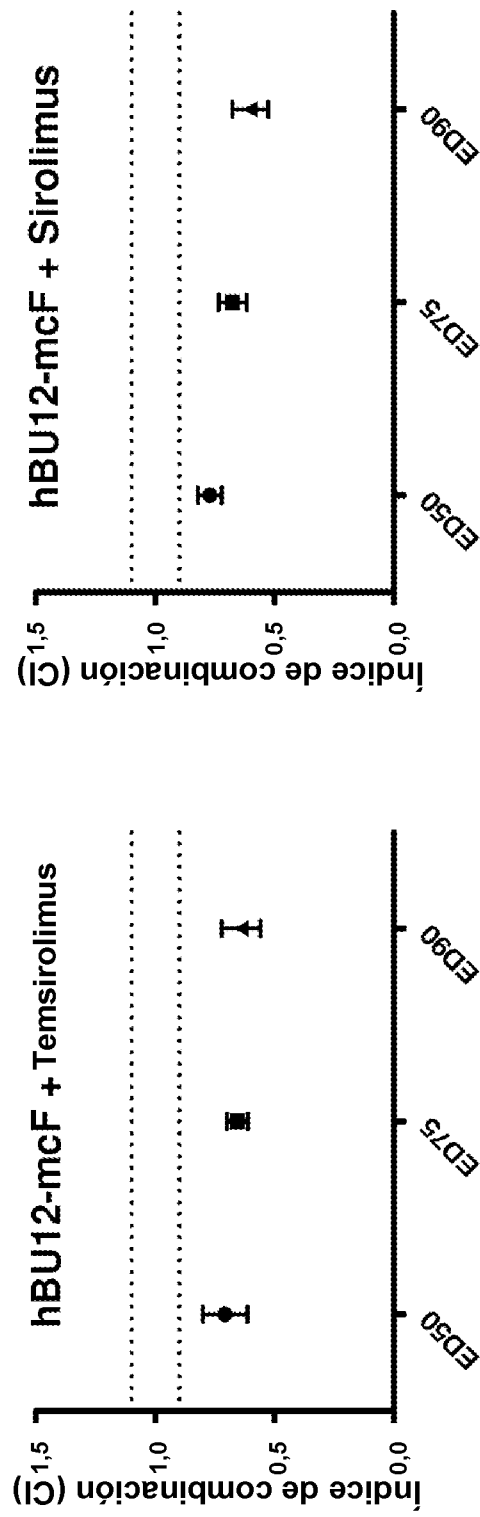 hBU12-mcF + Temsirolimus
Índice de combinación (CI)
1,5
1,0
0,5
0,0
ED50
ED75
ED90
hBU12-mcF + Sirolimus
Índice de combinación (CI)
1,5
1,0
0,5
0,0
ED50
ED75
ED90